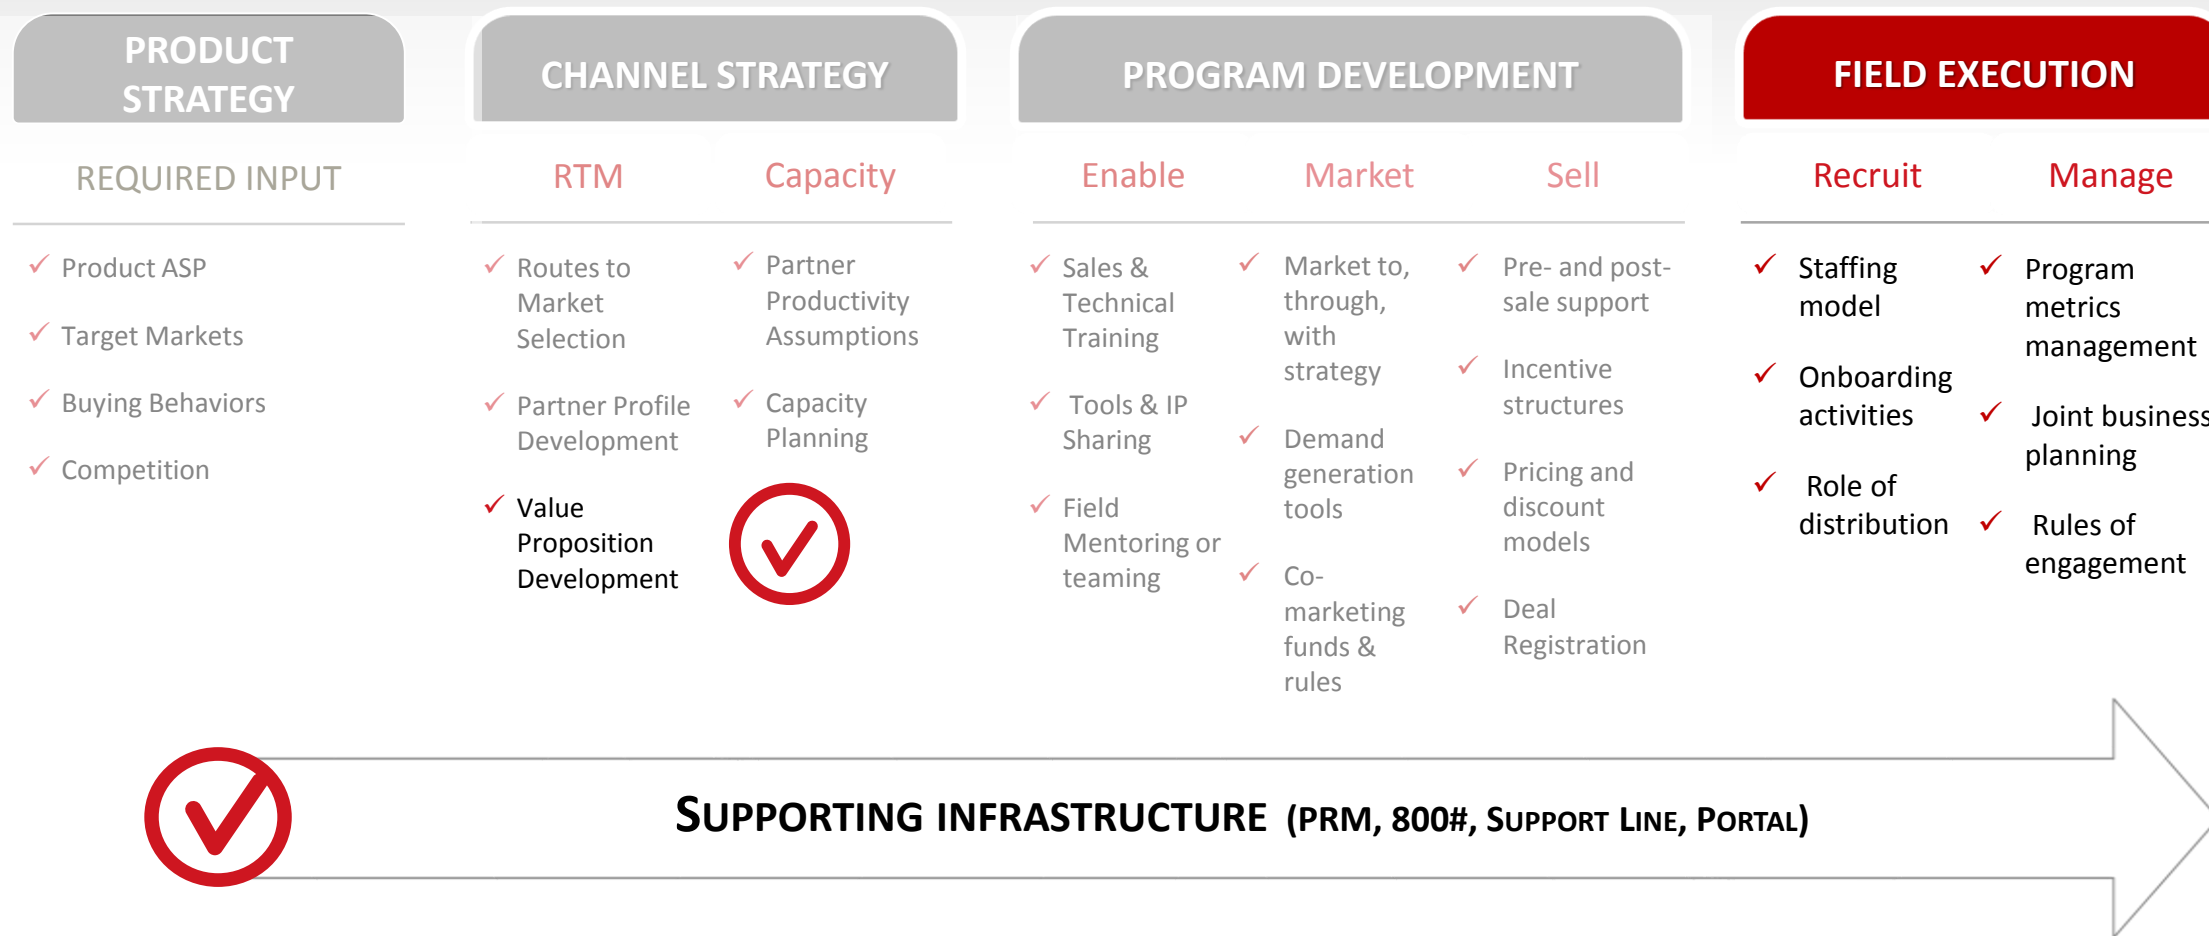 PRODUCT
STRATEGY
REQUIRED INPUT
Product ASP
Target Markets
Buying Behaviors
Competition
CHANNEL STRATEGY
RTM
Routes to
Market
Selection
Partner Profile
Development
Value
Proposition
Development
Capacity
Partner
Productivity
Assumptions
Capacity
Planning
PROGRAM DEVELOPMENT
Enable
Sales &
Technical
Training
Tools & IP
Sharing
Field
Mentoring or
teaming
Market
Market to,
through,
with
strategy
Demand
generation
tools
Co-
marketing
funds &
rules
Sell
Pre- and post-
sale support
Incentive
structures
Pricing and
discount
models
Deal
Registration
FIELD EXECUTION
Recruit
Staffing
model
Onboarding
activities
Role of
distribution
Manage
Program
metrics
management
Joint business
planning
Rules of
engagement
SUPPORTING INFRASTRUCTURE (PRM, 800#, SUPPORT LINE, PORTAL)